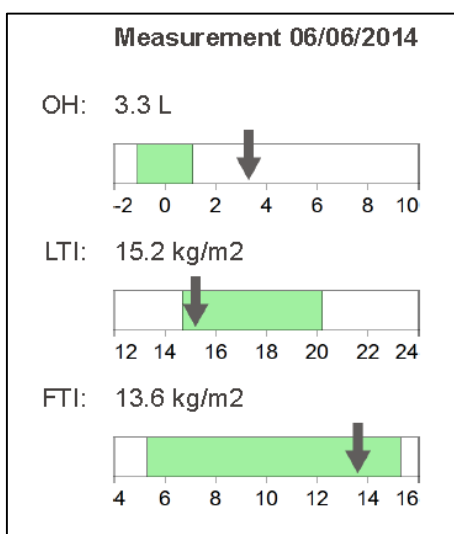 Measurement 06/06/2014
OH: 3.3 L
-2 0 2 4 6 8 10
LTI: 15.2 kg/m2
12 14 16 18 20 22 24
FTI: 13.6 kg/m2
4 6 8 10 12 14 16